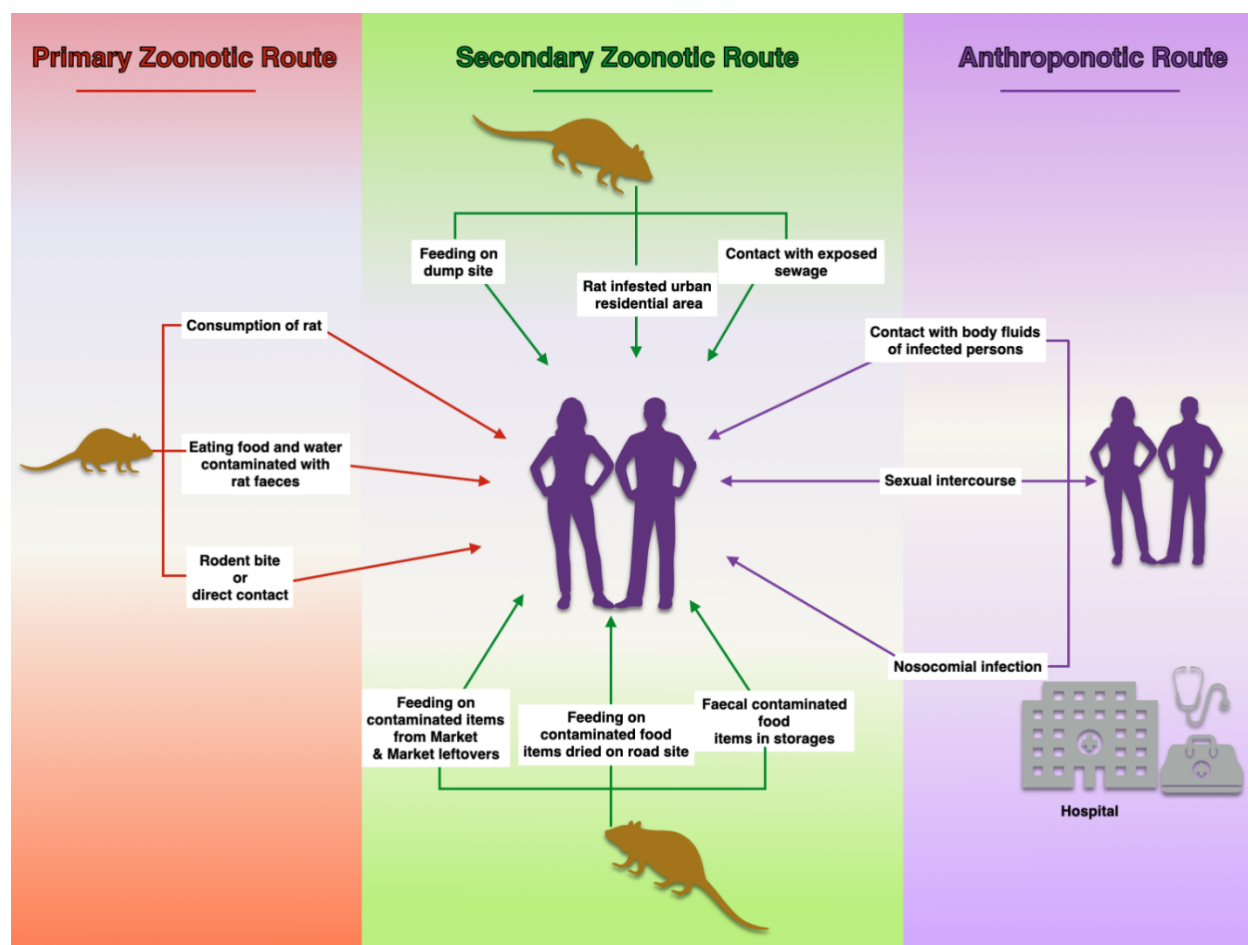 Primary Zoonotic Route
Secondary Zoonotic Route
Anthroponotic Route
Feeding on
dump site
Rat infested urban
residential area
Contact with exposed
sewage
Consumption of rat
Eating food and water
contaminated with
rat faeces
Rodent bite
or
direct contact
Contact with body fluids
of infected persons
Sexual intercourse
Nosocomial infection
Feeding on
contaminated items
from Market
& Market leftovers
Feeding on
contaminated food
items dried on road site
Faecal contaminated
food
items in storages
Hospital